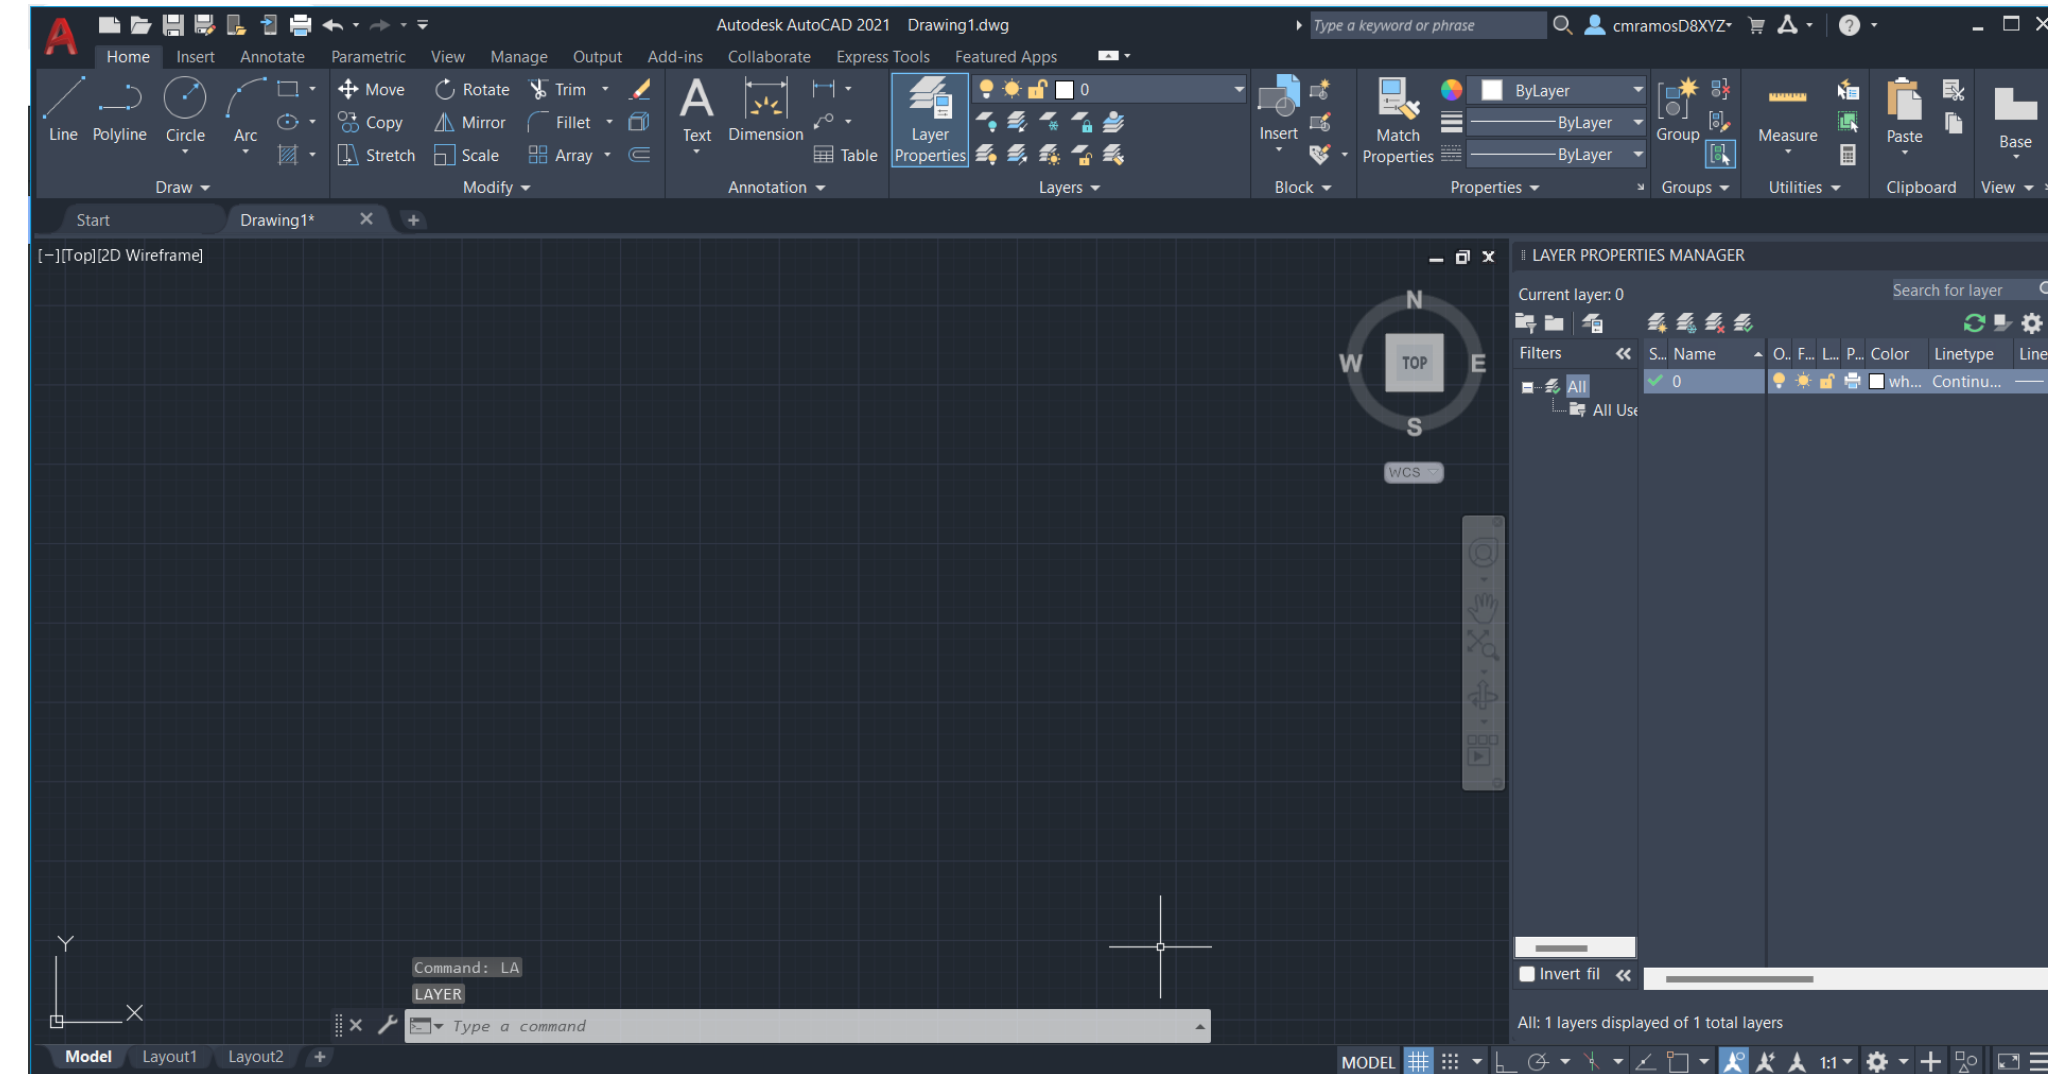 Autodesk AutoCAD 2021 Drawing1.dwg
Type a keyword or phrase
cmramosD8XYZ
Home Insert Annotate Parametric View Manage Output Add-ins Collaborate Express Tools Featured Apps
Line Polyline Circle Arc
Move Rotate Trim
Copy Mirror Fillet
Stretch Scale Array
Text Dimension
Table
Layer
Properties
0
Insert
Match
Properties
ByLayer
ByLayer
ByLayer
Group
Measure
Paste
Base
Draw Modify Annotation Layers Block Properties Groups Utilities Clipboard View
Start Drawing1*
[−][Top][2D Wireframe]
N
W TOP E
S
WCS
LAYER PROPERTIES MANAGER
Current layer: 0
Search for layer
Filters S... Name O.. F... L... P... Color Linetype Line
All
All Use
0 wh... Continu...
Invert fil
All: 1 layers displayed of 1 total layers
Y
X
Command: LA
LAYER
Type a command
Model Layout1 Layout2
MODEL 1:1